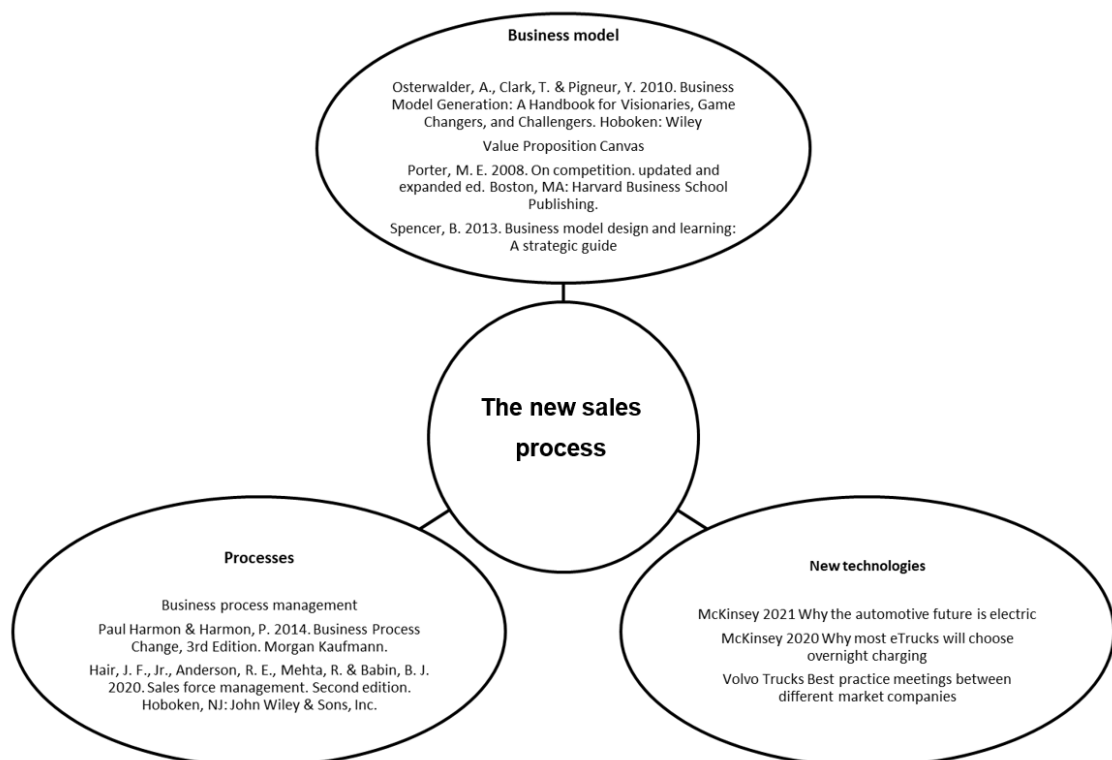 Business model
Osterwalder, A., Clark, T. & Pigneur, Y. 2010. Business
Model Generation: A Handbook for Visionaries, Game
Changers, and Challengers. Hoboken: Wiley
Value Proposition Canvas
Porter, M. E. 2008. On competition. updated and
expanded ed. Boston, MA: Harvard Business School
Publishing.
Spencer, B. 2013. Business model design and learning:
A strategic guide
The new sales
process
Processes
Business process management
Paul Harmon & Harmon, P. 2014. Business Process
Change, 3rd Edition. Morgan Kaufmann.
Hair, J. F., Jr., Anderson, R. E., Mehta, R. & Babin, B. J.
2020. Sales force management. Second edition.
Hoboken, NJ: John Wiley & Sons, Inc.
New technologies
McKinsey 2021 Why the automotive future is electric
McKinsey 2020 Why most eTrucks will choose
overnight charging
Volvo Trucks Best practice meetings between
different market companies